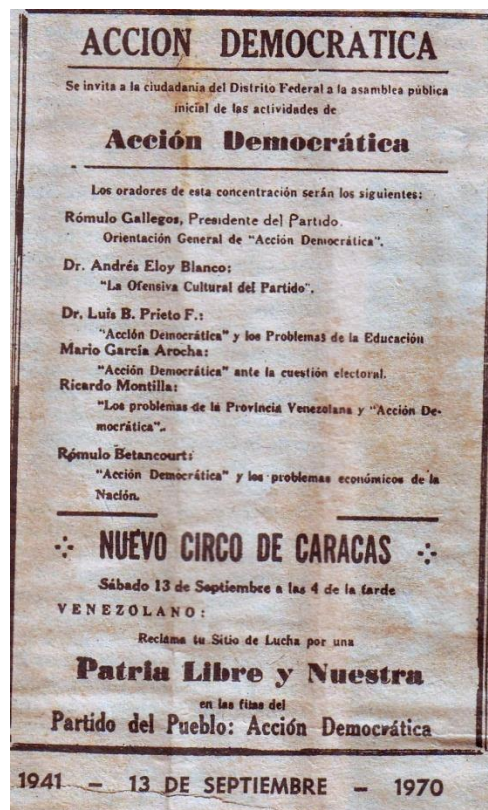 ACCION DEMOCRATICA
Se invita a la ciudadanía del Distrito Federal a la asamblea pública
inicial de las actividades de
Acción Democrática
Los oradores de esta concentración serán los siguientes:
Rómulo Gallegos, Presidente del Partido.
Orientación General de "Acción Democrática".
Dr. Andrés Eloy Blanco:
"La Ofensiva Cultural del Partido".
Dr. Luis B. Prieto F.:
"Acción Democrática" y los Problemas de la Educación
Mario García Arocha:
"Acción Democrática" ante la cuestión electoral.
Ricardo Montilla:
"Los problemas de la Provincia Venezolana y "Acción De-
mocrática"..
Rómulo Betancourt:
"Acción Democrática" y los problemas económicos de la
Nación.
NUEVO CIRCO DE CARACAS
Sábado 13 de Septiembre a las 4 de la tarde
VENEZOLANO:
Reclama tu Sitio de Lucha por una
Patria Libre y Nuestra
en las filas del
Partido del Pueblo: Acción Democrática
1941 - 13 DE SEPTIEMBRE - 1970